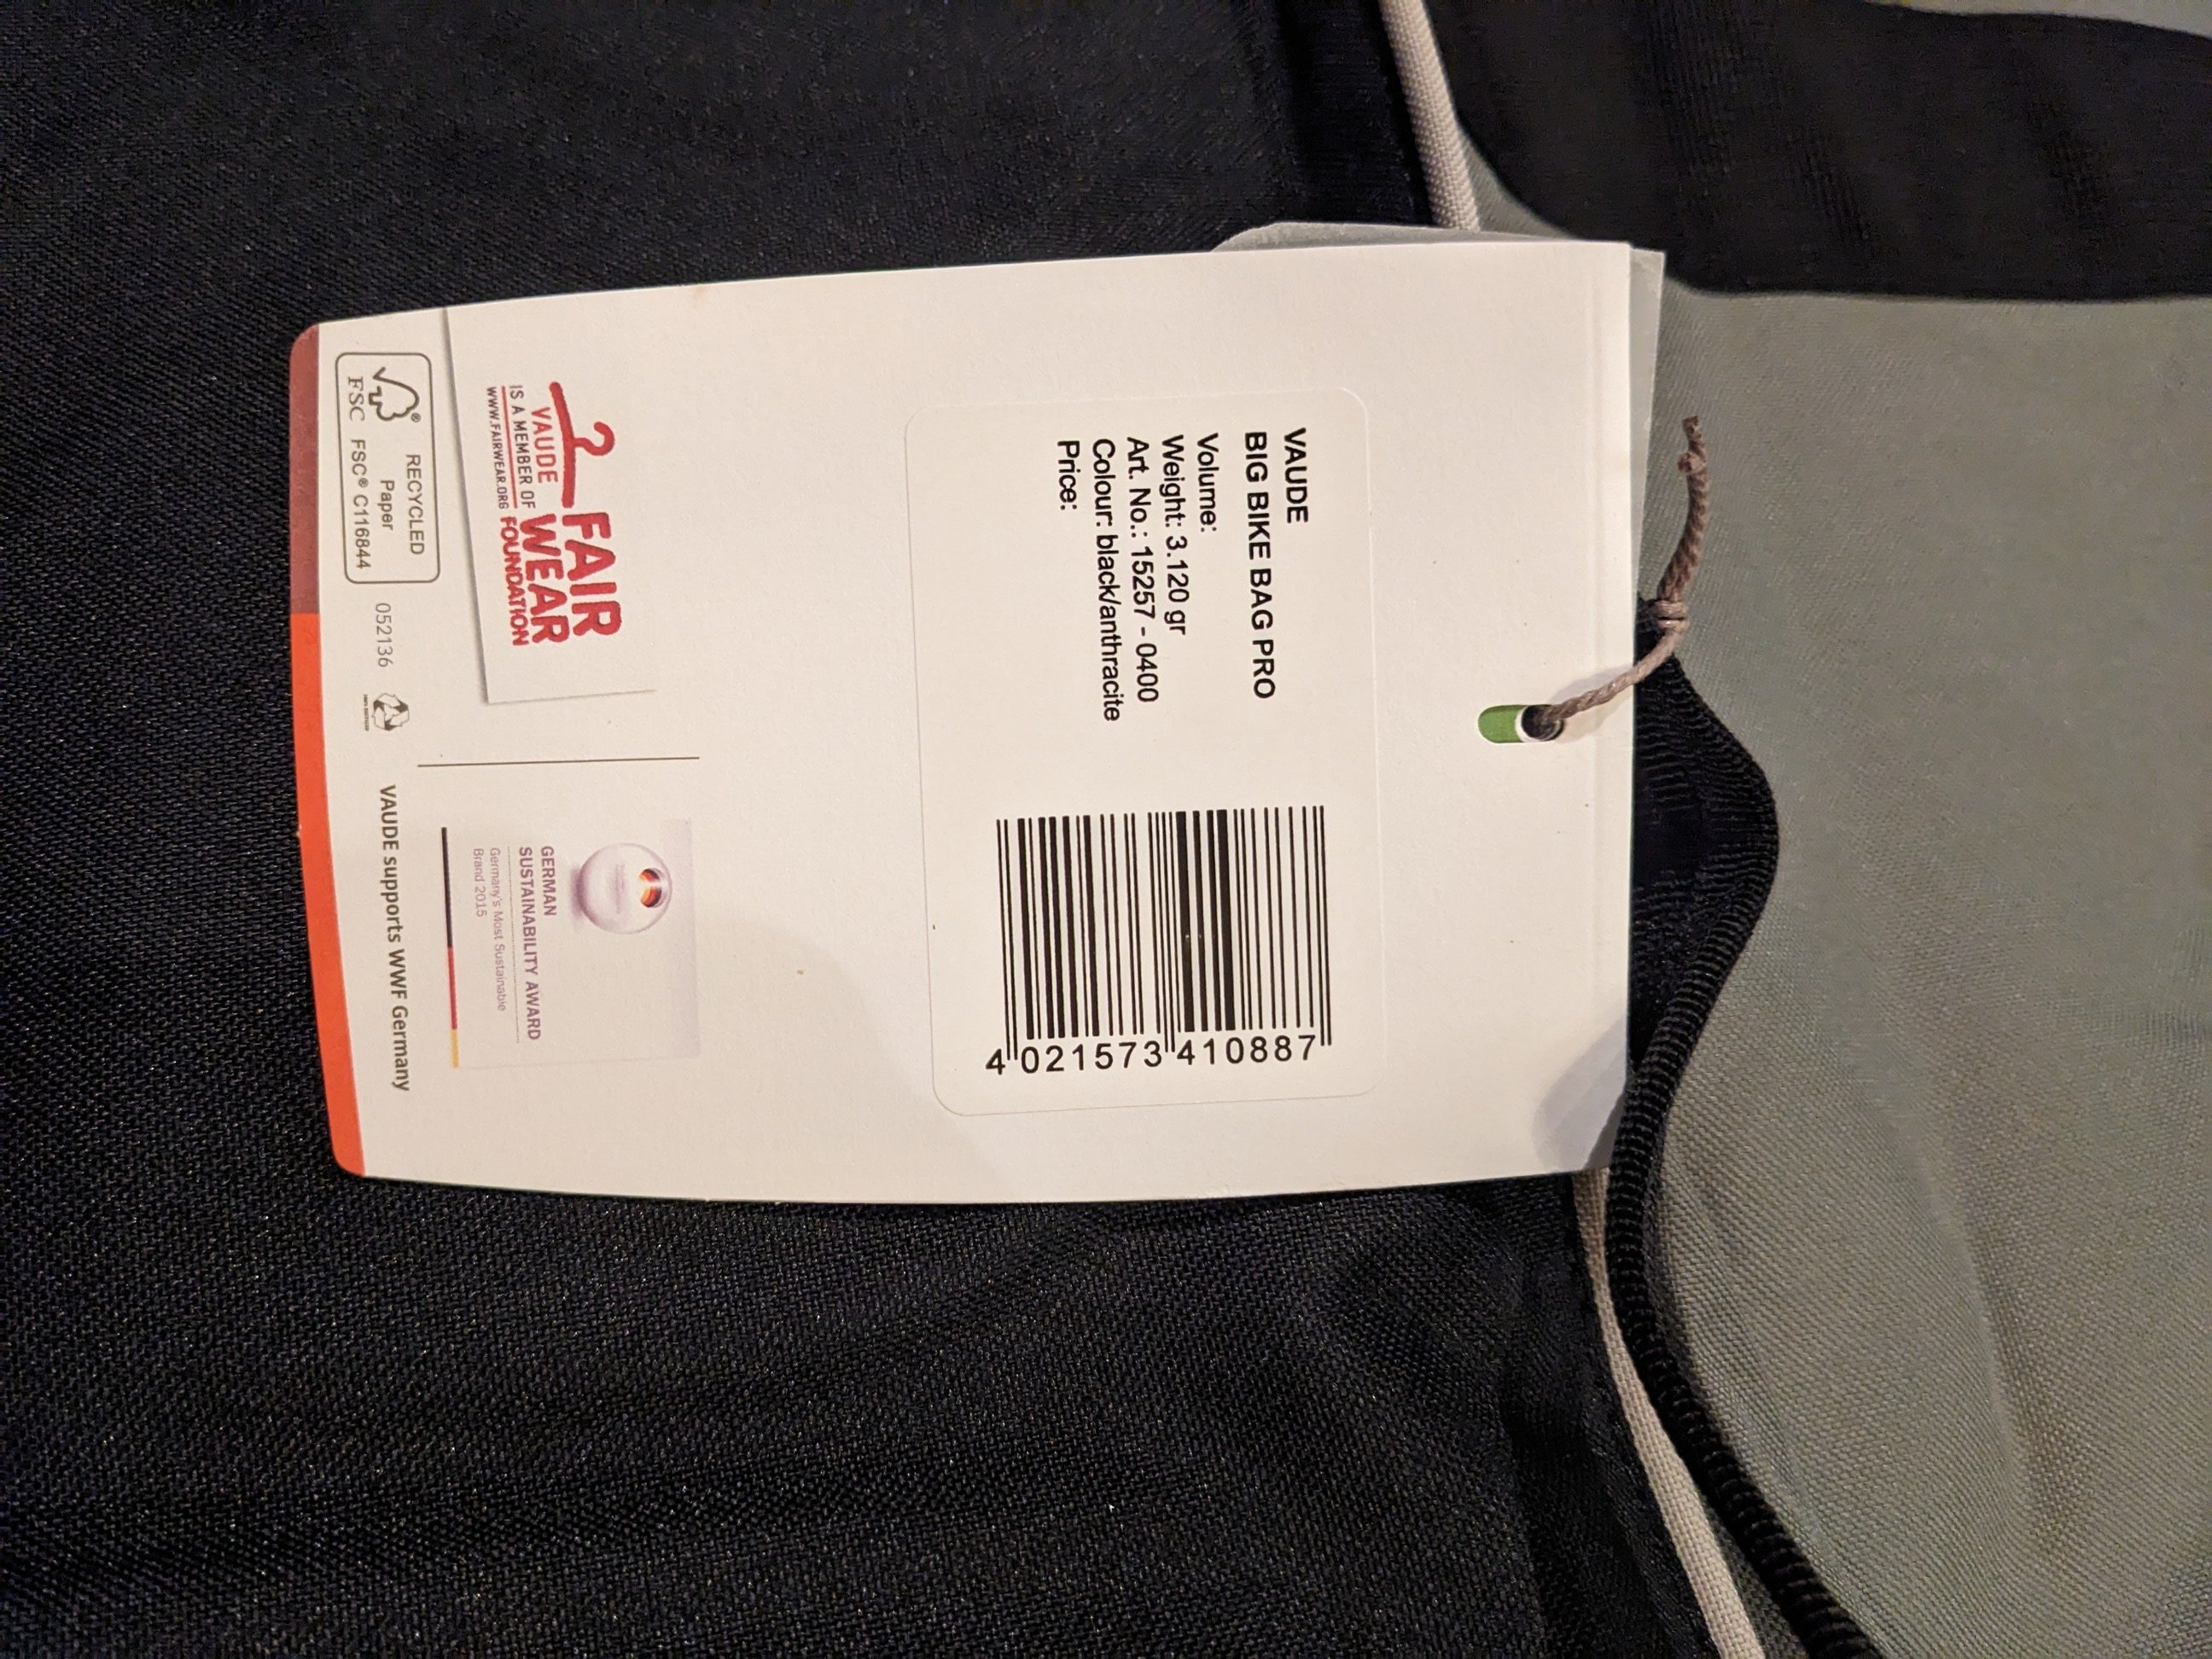 VAUDE
BIG BIKE BAG PRO
Volume:
Weight: 3.120 gr
Art. No.: 15257 - 0400
Colour: black/anthracite
Price:
4 021573 410887
FAIR
WEAR
FOUNDATION
VAUDE
IS A MEMBER OF
WWW.FAIRWEAR.ORG
GERMAN
SUSTAINABILITY AWARD
Germany's Most Sustainable
Brand 2015
RECYCLED
Paper
FSC® C116844
FSC
®
052136
VAUDE supports WWF Germany